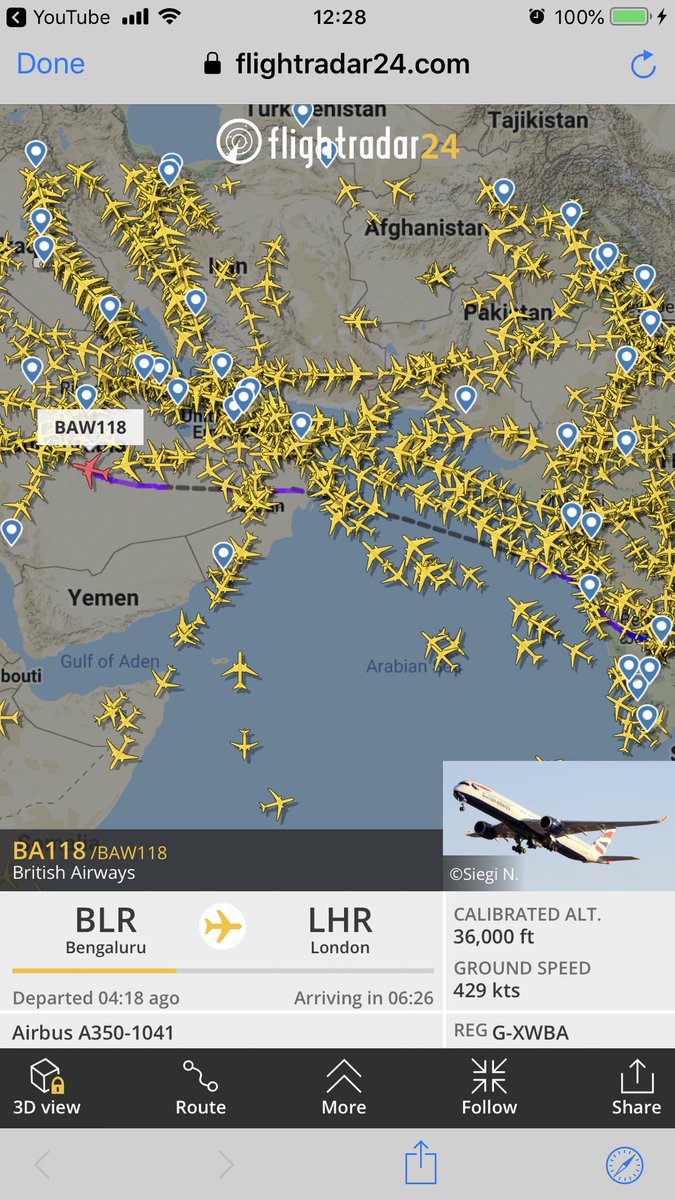 YouTube 12:28 100%
Done flightradar24.com
Turkmenistan
Tajikistan
flightradar24
Afghanistan
Iran
Pakistan
BAW118
Yemen
Gulf of Aden
Arabian
bouti
Somalia
©Siegi N.
BA118 /BAW118
British Airways
BLR LHR
Bengaluru London
Departed 04:18 ago Arriving in 06:26
Airbus A350-1041
CALIBRATED ALT.
36,000 ft
GROUND SPEED
429 kts
REG G-XWBA
3D view Route More Follow Share